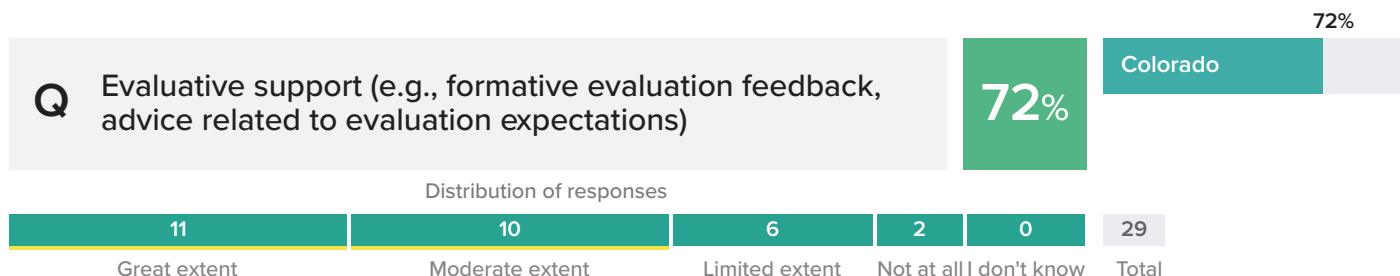 72%
Q Evaluative support (e.g., formative evaluation feedback,
advice related to evaluation expectations)
72%
Colorado
Distribution of responses
11 10 6 2 0 29
Great extent Moderate extent Limited extent Not at all I don't know Total